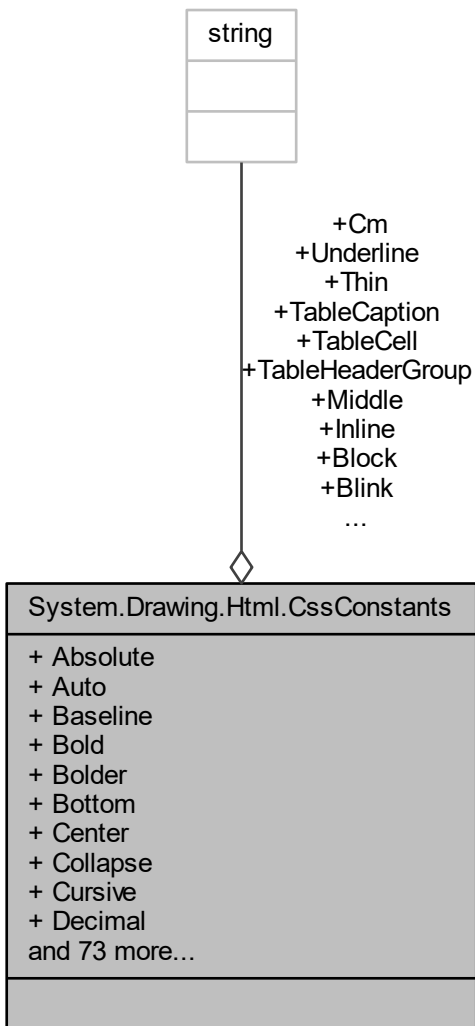 string
+Cm
+Underline
+Thin
+TableCaption
+TableCell
+TableHeaderGroup
+Middle
+Inline
+Block
+Blink
...
System.Drawing.Html.CssConstants
+ Absolute
+ Auto
+ Baseline
+ Bold
+ Bolder
+ Bottom
+ Center
+ Collapse
+ Cursive
+ Decimal
and 73 more...